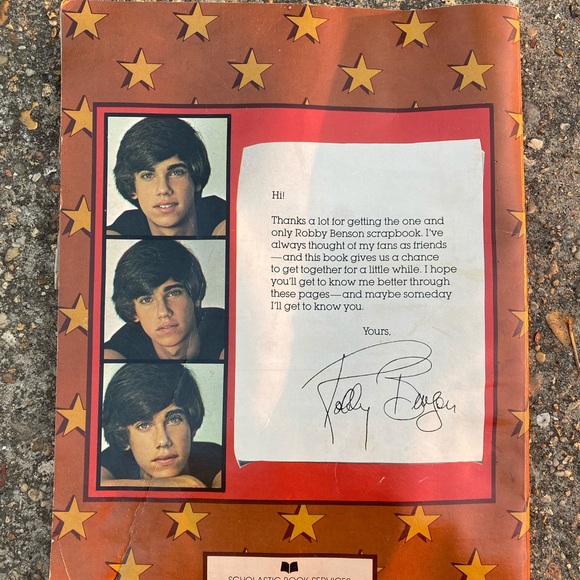 Hi!
Thanks a lot for getting the one and
only Robby Benson scrapbook. I've
always thought of my fans as friends
—and this book gives us a chance
to get together for a little while. I hope
you'll get to know me better through
these pages—and maybe someday
I'll get to know you.
Yours,
Robby Benson
SCHOLASTIC BOOK SERVICES